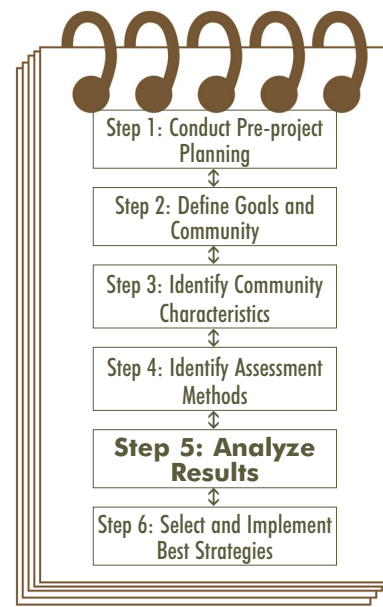 Step 1: Conduct Pre-project
Planning
Step 2: Define Goals and
Community
Step 3: Identify Community
Characteristics
Step 4: Identify Assessment
Methods
Step 5: Analyze
Results
Step 6: Select and Implement
Best Strategies